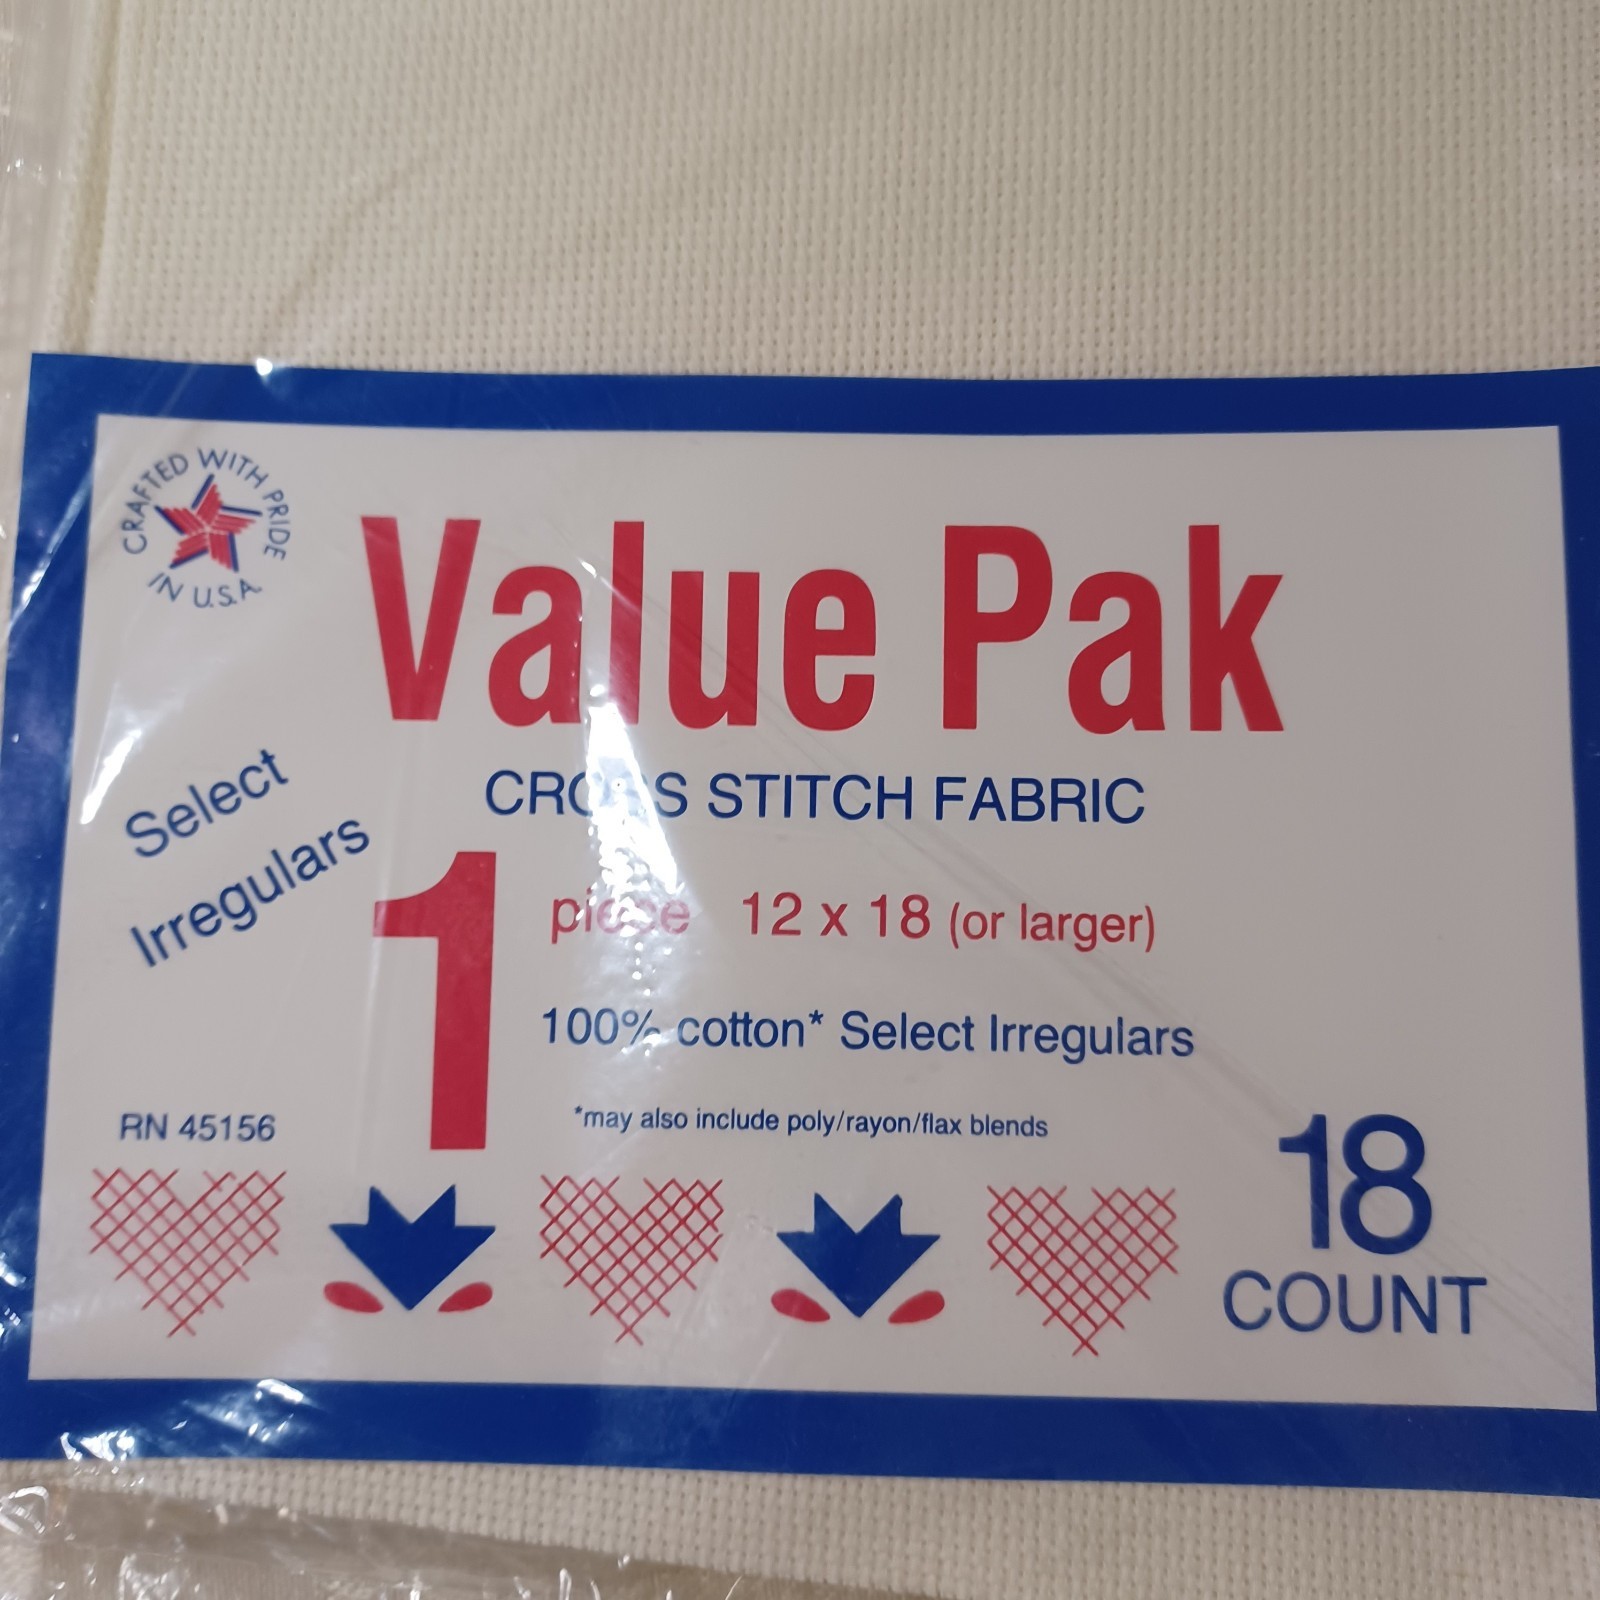 CRAFTED WITH PRIDE
IN U.S.A.
Value Pak
CROSS STITCH FABRIC
Select
Irregulars
1
piece 12 x 18 (or larger)
100% cotton* Select Irregulars
*may also include poly/rayon/flax blends
RN 45156
18
COUNT